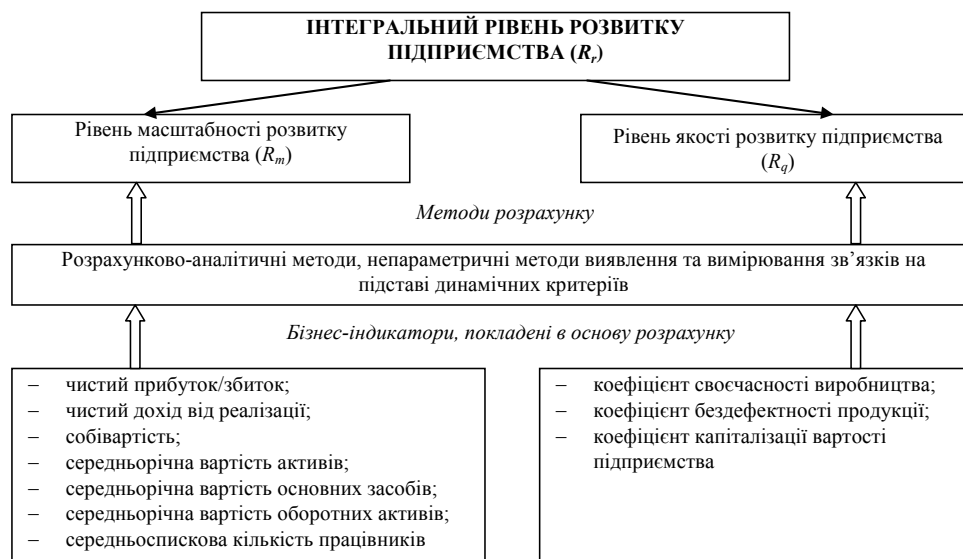 ІНТЕГРАЛЬНИЙ РІВЕНЬ РОЗВИТКУ
ПІДПРИЄМСТВА (Rr)
Рівень масштабності розвитку
підприємства (Rm)
Рівень якості розвитку підприємства
(Rq)
Методи розрахунку
Розрахунково-аналітичні методи, непараметричні методи виявлення та вимірювання зв’язків на
підставі динамічних критеріїв
Бізнес-індикатори, покладені в основу розрахунку
– чистий прибуток/збиток;
– чистий дохід від реалізації;
– собівартість;
– середньорічна вартість активів;
– середньорічна вартість основних засобів;
– середньорічна вартість оборотних активів;
– середньоспискова кількість працівників
– коефіцієнт своєчасності виробництва;
– коефіцієнт бездефектності продукції;
– коефіцієнт капіталізації вартості
підприємства